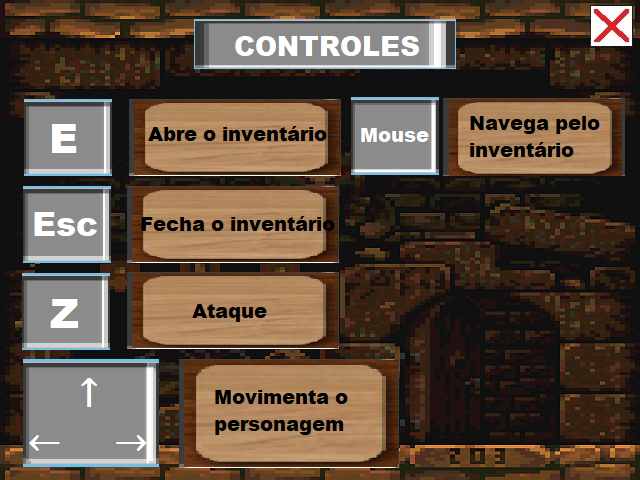 CONTROLES
E
Abre o inventário
Mouse
Navega pelo
inventário
Esc
Fecha o inventário
Z
Ataque
↑
← →
Movimenta o
personagem